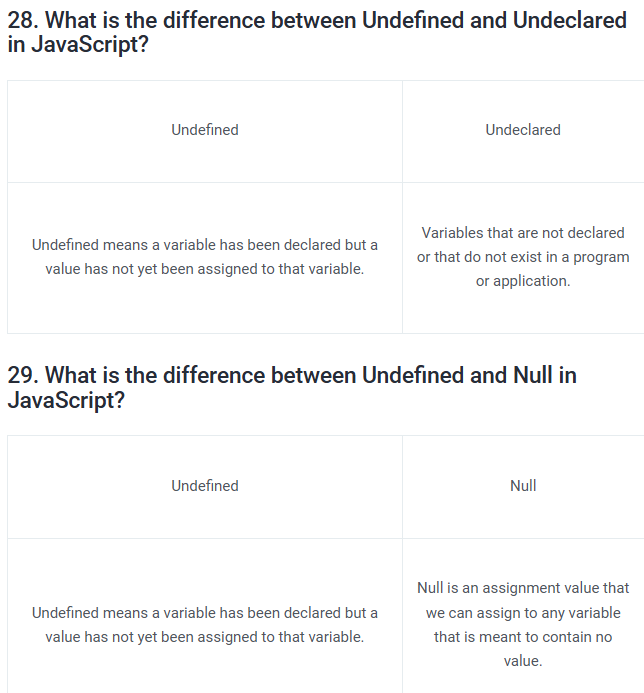 28. What is the difference between Undefined and Undeclared
in JavaScript?
Undefined
Undeclared
Undefined means a variable has been declared but a
value has not yet been assigned to that variable.
Variables that are not declared
or that do not exist in a program
or application.
29. What is the difference between Undefined and Null in
JavaScript?
Undefined
Null
Undefined means a variable has been declared but a
value has not yet been assigned to that variable.
Null is an assignment value that
we can assign to any variable
that is meant to contain no
value.